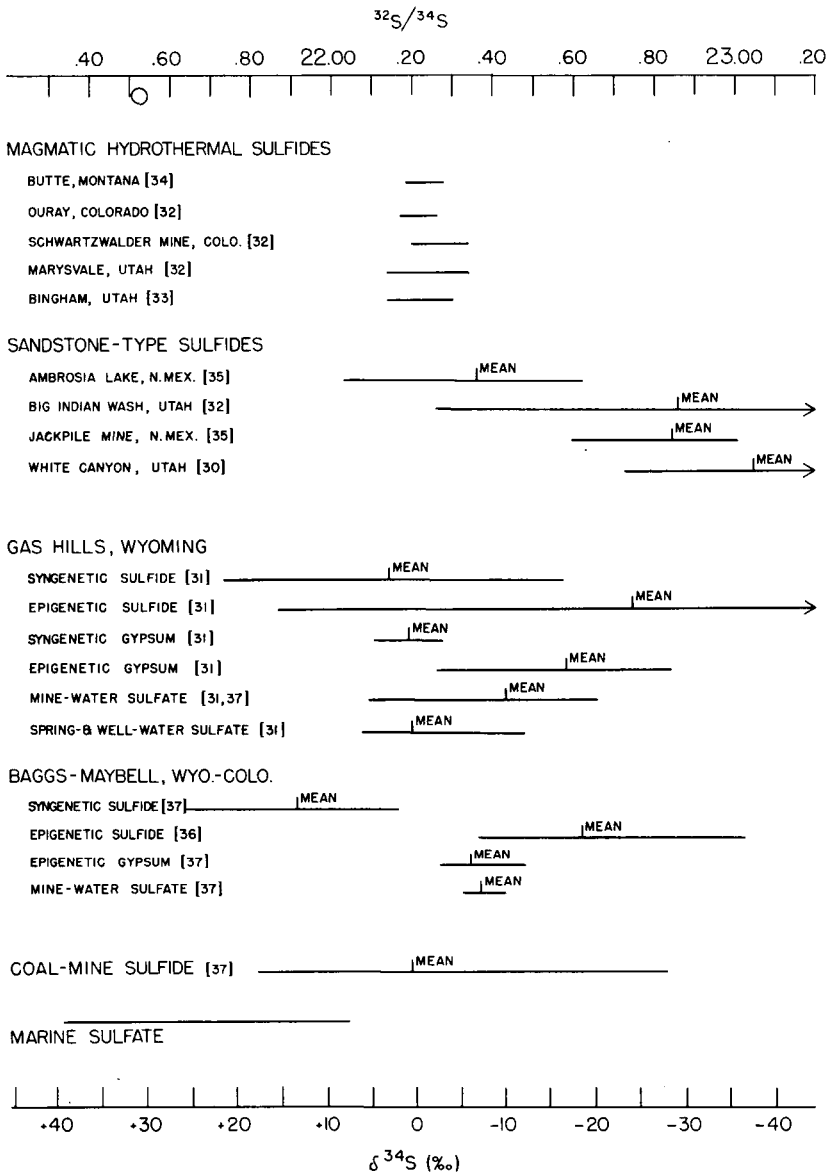 32S/34S
.40 .60 .80 22.00 .20 .40 .60 .80 23.00 .20
MAGMATIC HYDROTHERMAL SULFIDES
BUTTE, MONTANA [34]
OURAY, COLORADO [32]
SCHWARTZWALDER MINE, COLO. [32]
MARYSVALE, UTAH [32]
BINGHAM, UTAH [33]
SANDSTONE-TYPE SULFIDES
AMBROSIA LAKE, N.MEX. [35] MEAN
BIG INDIAN WASH, UTAH [32] MEAN
JACKPILE MINE, N.MEX. [35] MEAN
WHITE CANYON, UTAH [30] MEAN
GAS HILLS, WYOMING
SYNGENETIC SULFIDE [31] MEAN
EPIGENETIC SULFIDE [31] MEAN
SYNGENETIC GYPSUM [31] MEAN
EPIGENETIC GYPSUM [31] MEAN
MINE-WATER SULFATE [31,37] MEAN
SPRING-& WELL-WATER SULFATE [31] MEAN
BAGGS-MAYBELL, WYO.-COLO.
SYNGENETIC SULFIDE [37] MEAN
EPIGENETIC SULFIDE [36] MEAN
EPIGENETIC GYPSUM [37] MEAN
MINE-WATER SULFATE [37] MEAN
COAL-MINE SULFIDE [37] MEAN
MARINE SULFATE
+40 +30 +20 +10 0 -10 -20 -30 -40
δ 34S (‰)